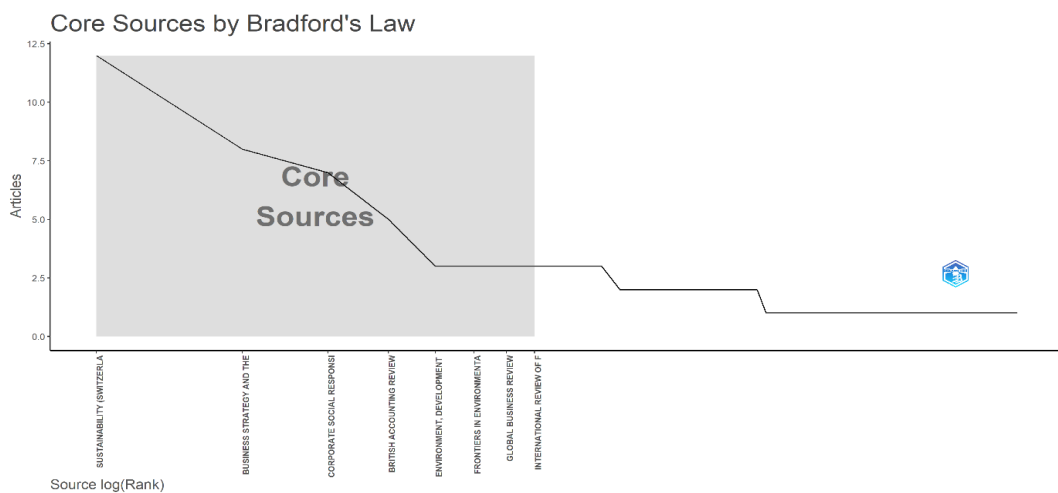 Core Sources by Bradford's Law
12.5
10.0
7.5
5.0
2.5
0.0
Articles
Core
Sources
SUSTAINABILITY (SWITZERLA
BUSINESS STRATEGY AND THE
CORPORATE SOCIAL RESPONSI
BRITISH ACCOUNTING REVIEW
ENVIRONMENT, DEVELOPMENT
FRONTIERS IN ENVIRONMENTA
GLOBAL BUSINESS REVIEW
INTERNATIONAL REVIEW OF F
Source log(Rank)